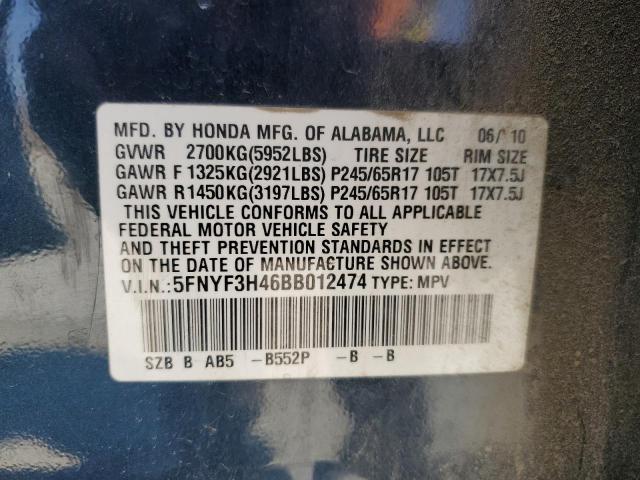 MFD. BY HONDA MFG. OF ALABAMA, LLC 06/10
GVWR 2700KG(5952LBS) TIRE SIZE RIM SIZE
GAWR F 1325KG(2921LBS) P245/65R17 105T 17X7.5J
GAWR R 1450KG(3197LBS) P245/65R17 105T 17X7.5J
THIS VEHICLE CONFORMS TO ALL APPLICABLE
FEDERAL MOTOR VEHICLE SAFETY
AND THEFT PREVENTION STANDARDS IN EFFECT
ON THE DATE OF MANUFACTURE SHOWN ABOVE.
V.I.N.: 5FNYF3H46BB012474 TYPE: MPV
SZB B AB5 -B552P -B -B